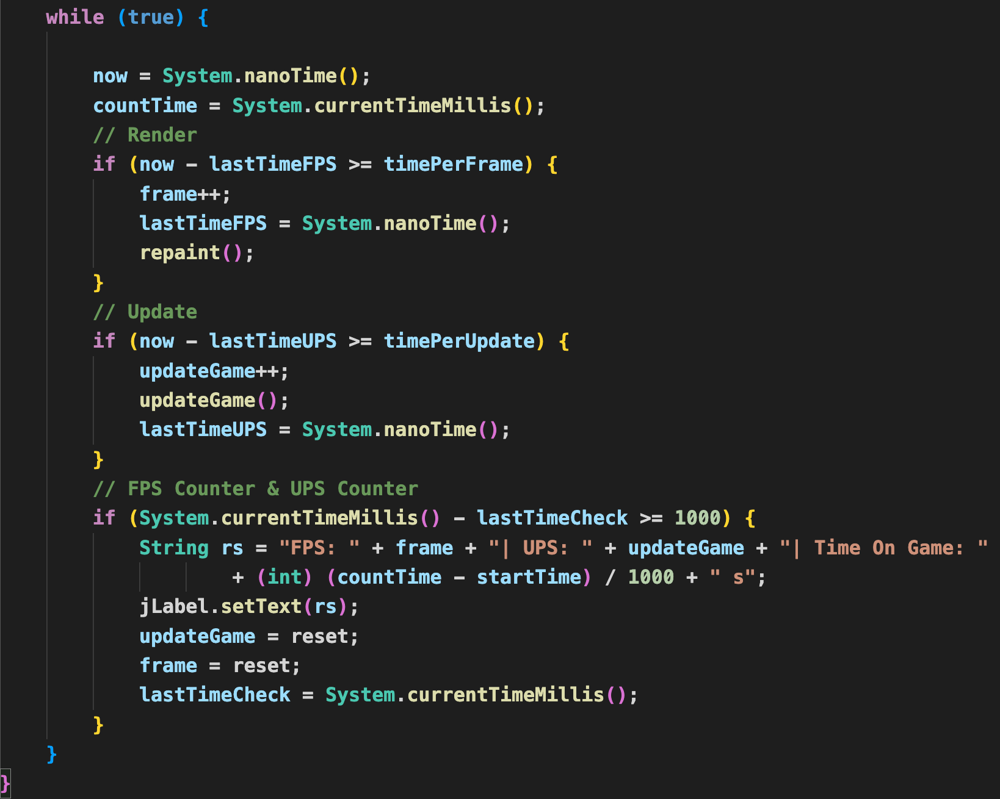 while (true) {
now = System.nanoTime();
countTime = System.currentTimeMillis();
// Render
if (now - lastTimeFPS >= timePerFrame) {
frame++;
lastTimeFPS = System.nanoTime();
repaint();
}
// Update
if (now - lastTimeUPS >= timePerUpdate) {
updateGame++;
updateGame();
lastTimeUPS = System.nanoTime();
}
// FPS Counter & UPS Counter
if (System.currentTimeMillis() - lastTimeCheck >= 1000) {
String rs = "FPS: " + frame + "| UPS: " + updateGame + "| Time On Game: "
+ (int) (countTime - startTime) / 1000 + " s";
jLabel.setText(rs);
updateGame = reset;
frame = reset;
lastTimeCheck = System.currentTimeMillis();
}
}
}